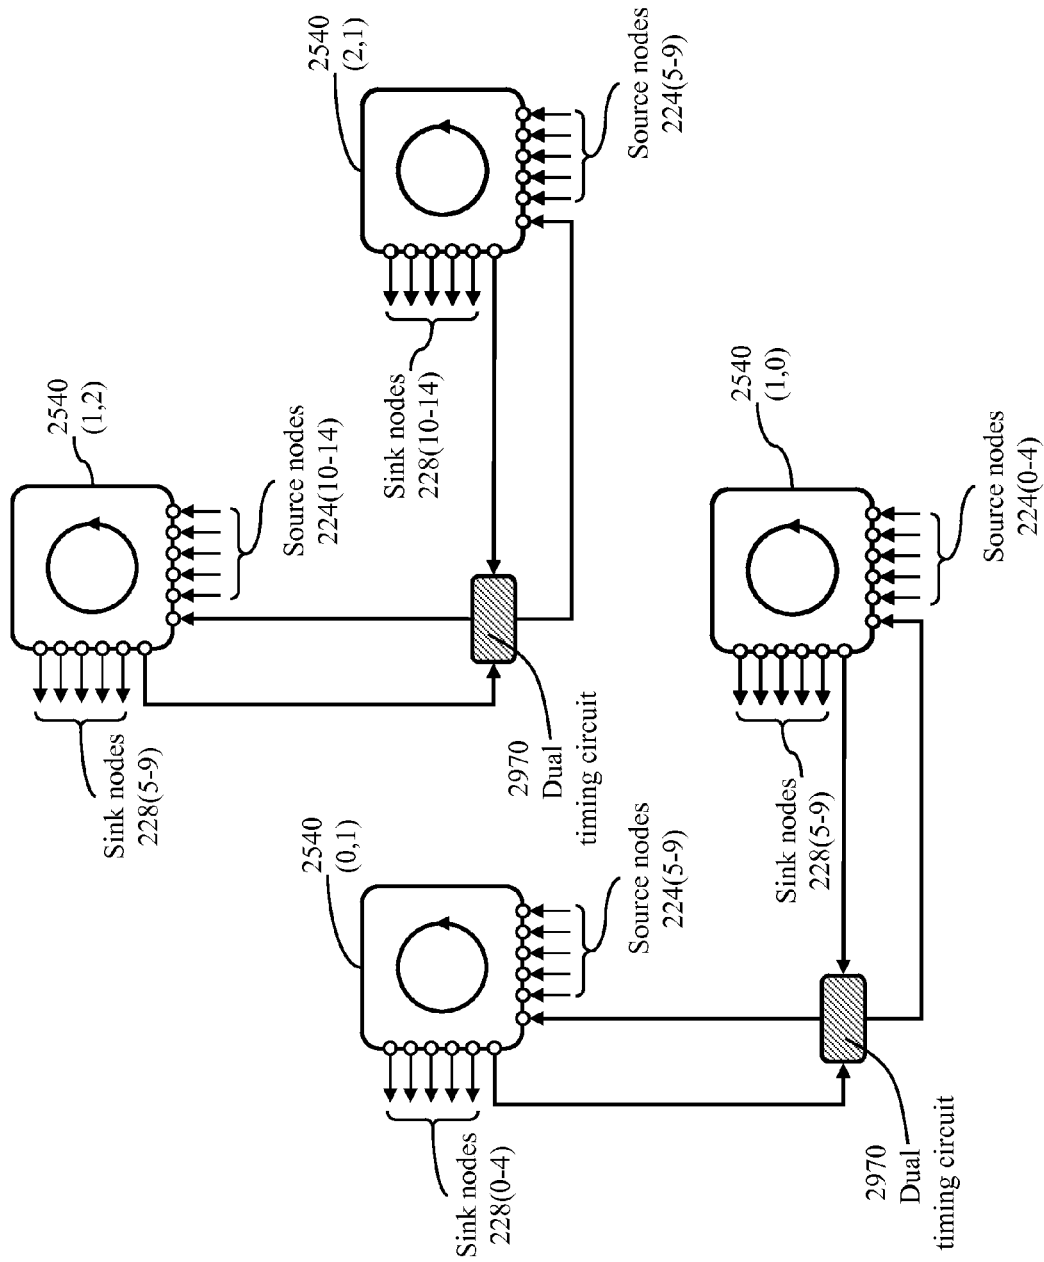 2540
(1,2)
Sink nodes
228(5-9)
Source nodes
224(10-14)
2540
(2,1)
Sink nodes
228(10-14)
Source nodes
224(5-9)
2970
Dual
timing circuit
2540
(0,1)
Sink nodes
228(0-4)
Source nodes
224(5-9)
2540
(1,0)
Sink nodes
228(5-9)
Source nodes
224(0-4)
2970
Dual
timing circuit